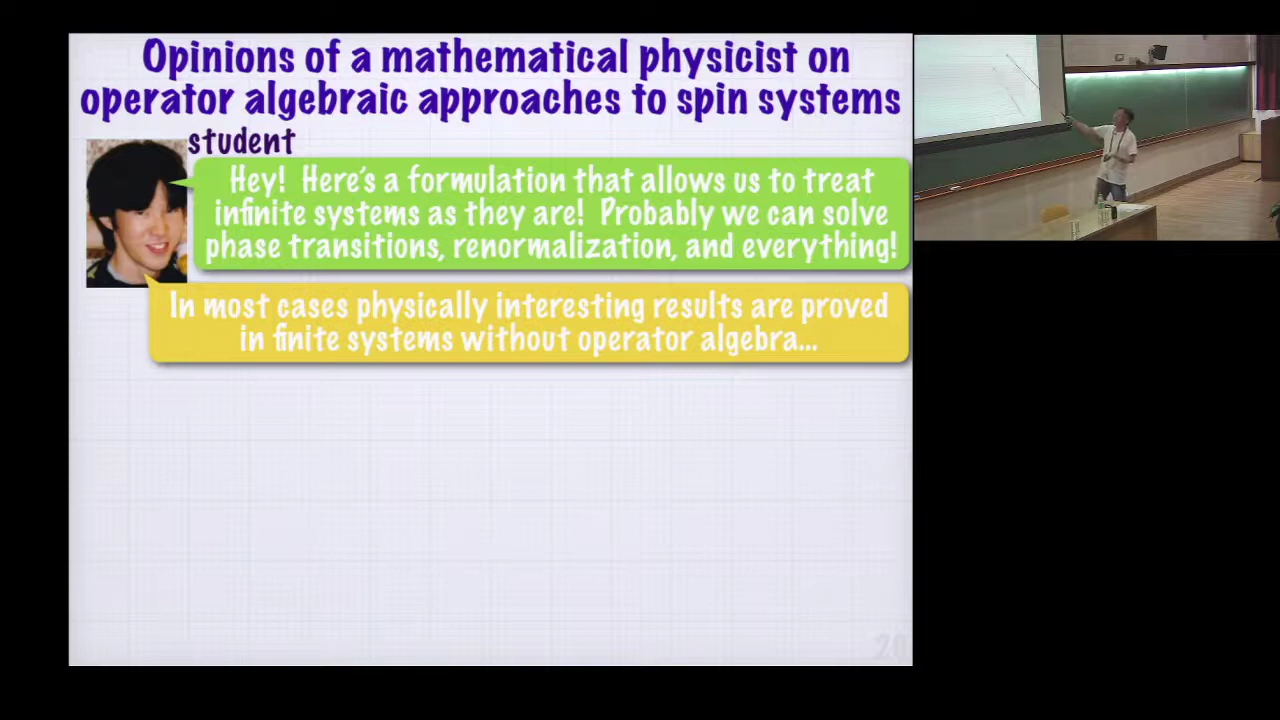 Opinions of a mathematical physicist on
operator algebraic approaches to spin systems
student
Hey! Here's a formulation that allows us to treat
infinite systems as they are! Probably we can solve
phase transitions, renormalization, and everything!
In most cases physically interesting results are proved
in finite systems without operator algebra...
20